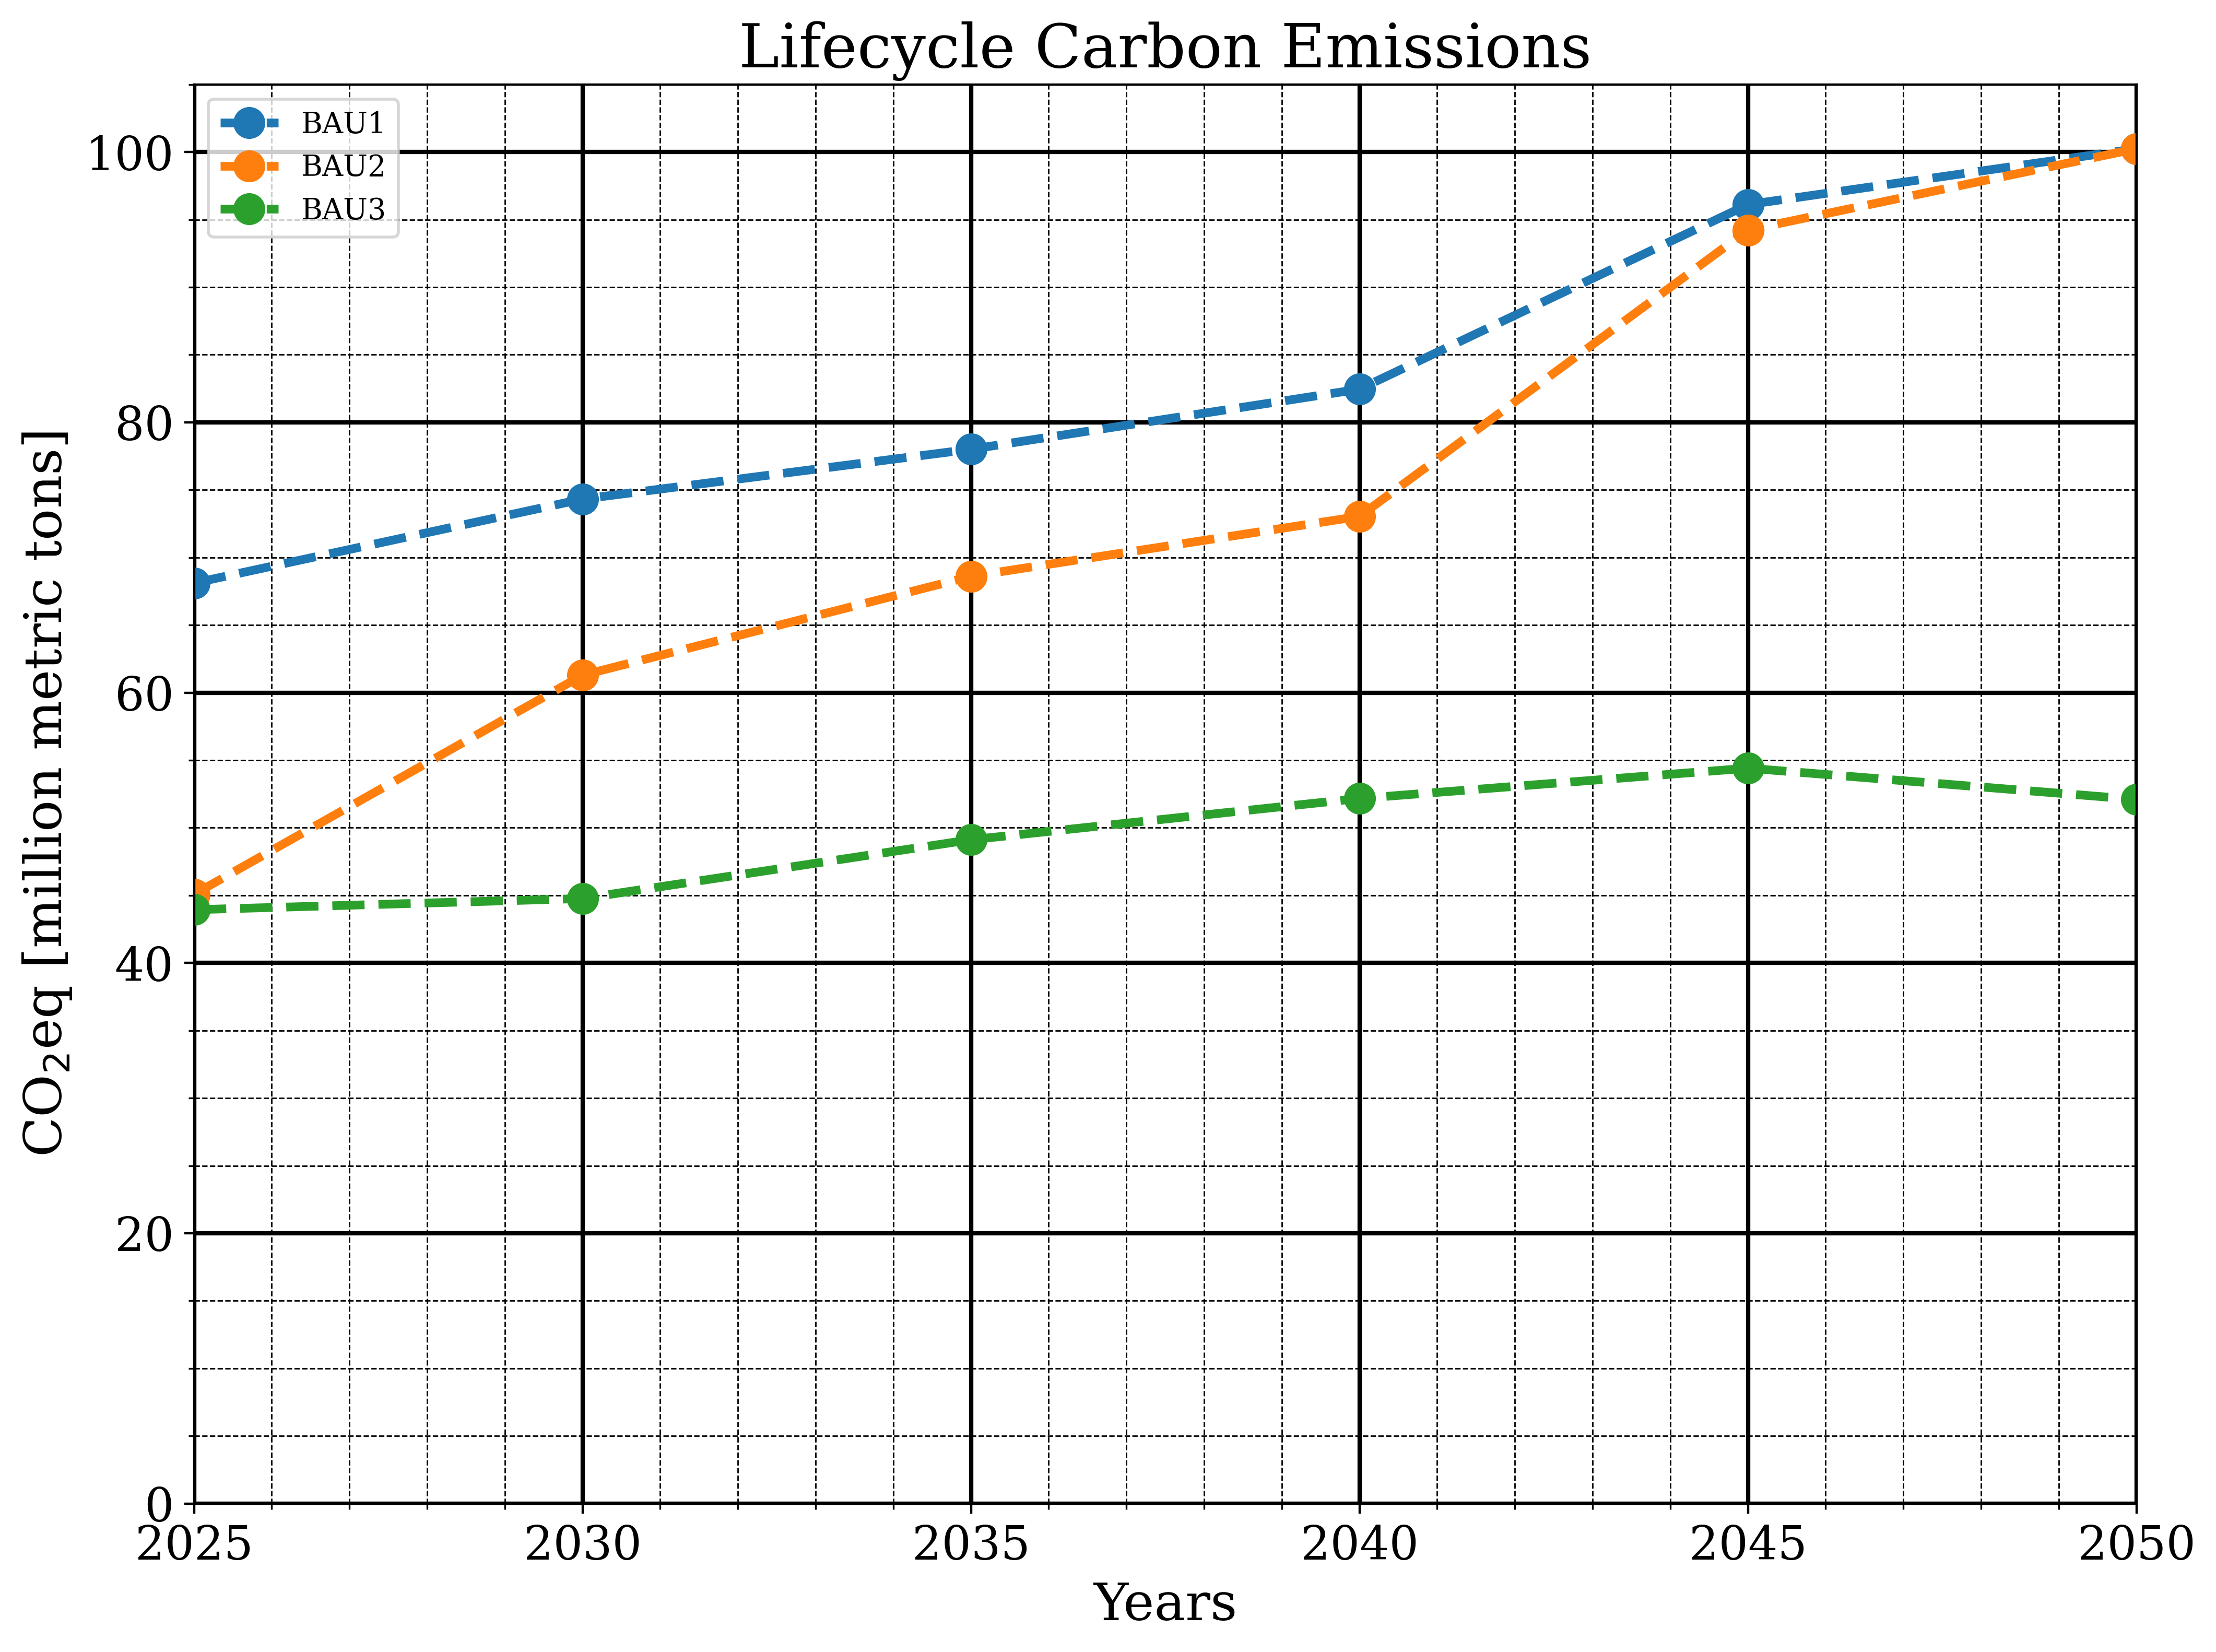 Lifecycle Carbon Emissions
BAU1
BAU2
BAU3
CO₂eq [million metric tons]
100
80
60
40
20
0
2025 2030 2035 2040 2045 2050
Years